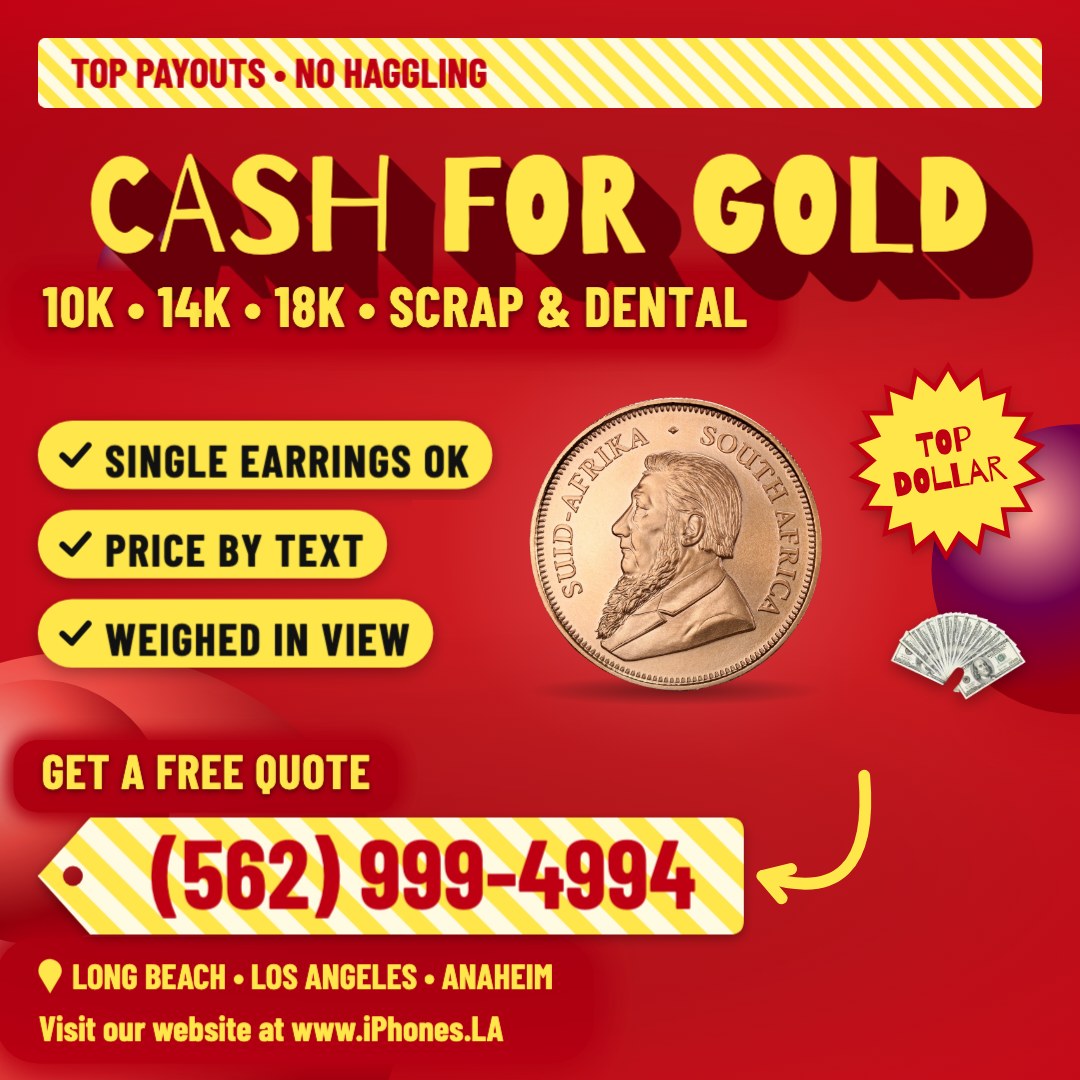 TOP PAYOUTS • NO HAGGLING
CASH FOR GOLD
10K • 14K • 18K • SCRAP & DENTAL
SINGLE EARRINGS OK
PRICE BY TEXT
WEIGHED IN VIEW
SUID-AFRIKA • SOUTH AFRICA
TOP
DOLLAR
GET A FREE QUOTE
(562) 999-4994
LONG BEACH • LOS ANGELES • ANAHEIM
Visit our website at www.iPhones.LA